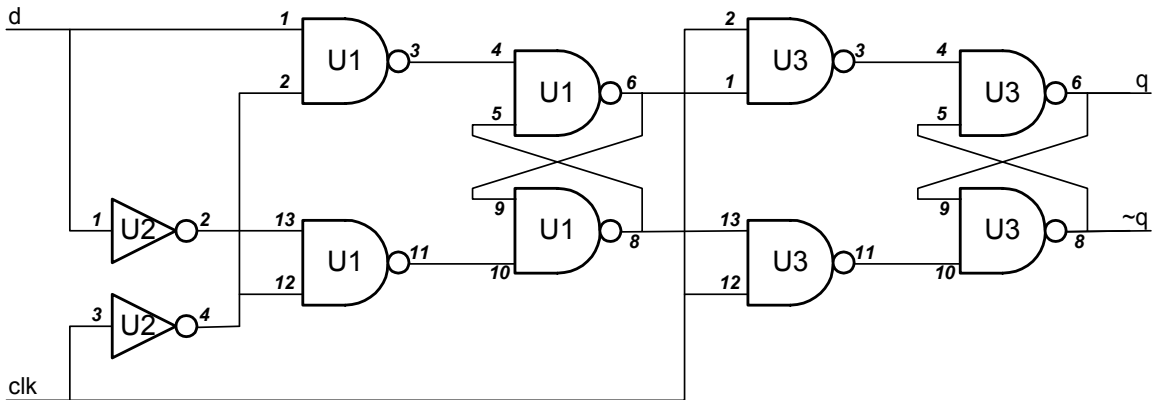 d
1 U1 3
2
4 U1 6
5
2 U3 3
1
4 U3 6 q
5
1 U2 2
13 U1 11
12
9 U1 8
10
13 U3 11
12
9 U3 8 ~q
10
3 U2 4
clk